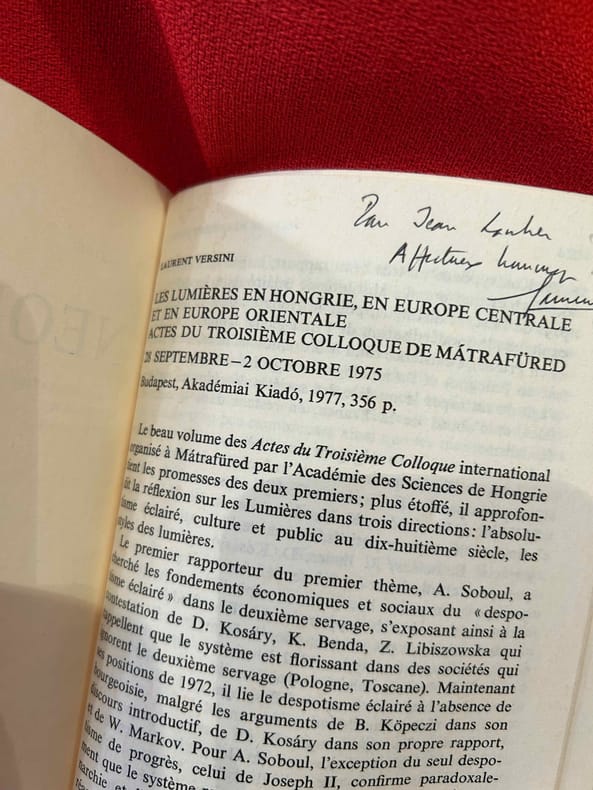 Jean
Affectueux hommage
LAURENT VERSINI
LES LUMIÈRES EN HONGRIE, EN EUROPE CENTRALE
ET EN EUROPE ORIENTALE
ACTES DU TROISIÈME COLLOQUE DE MÁTRAFÜRED
28 SEPTEMBRE – 2 OCTOBRE 1975
Budapest, Akadémiai Kiadó, 1977, 356 p.
Le beau volume des Actes du Troisième Colloque international
organisé à Mátrafüred par l'Académie des Sciences de Hongrie
tient les promesses des deux premiers; plus étoffé, il approfon-
dit la réflexion sur les Lumières dans trois directions: l'absolu-
tisme éclairé, culture et public au dix-huitième siècle, les
styles des lumières.
Le premier rapporteur du premier thème, A. Soboul, a
cherché les fondements économiques et sociaux du « despo-
tisme éclairé » dans le deuxième servage, s'exposant ainsi à la
contestation de D. Kosáry, K. Benda, Z. Libiszowska qui
rappellent que le système est florissant dans des sociétés qui
ignorent le deuxième servage (Pologne, Toscane). Maintenant
ses positions de 1972, il lie le despotisme éclairé à l'absence de
bourgeoisie, malgré les arguments de B. Köpeczi dans son
discours introductif, de D. Kosáry dans son propre rapport,
et de W. Markov. Pour A. Soboul, l'exception du seul despo-
tisme de progrès, celui de Joseph II, confirme paradoxale-
ment que le système
narchie et